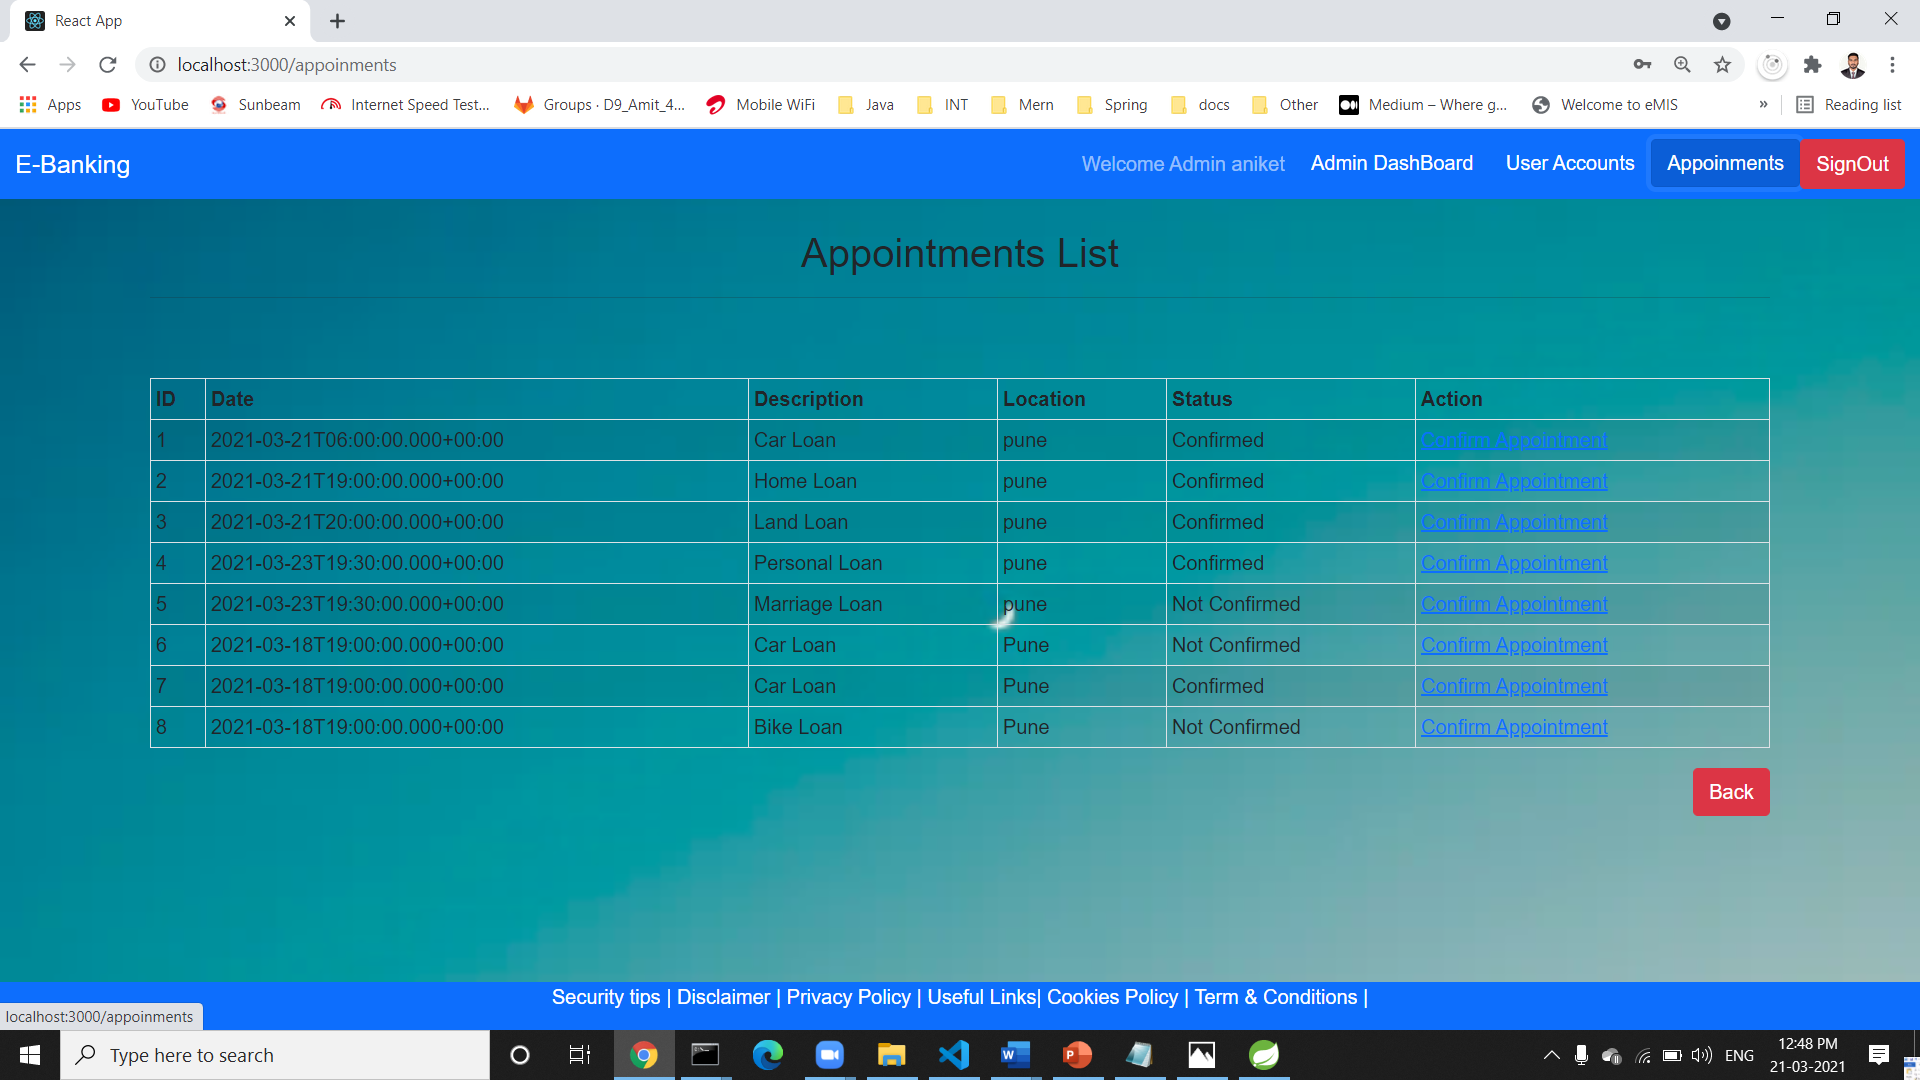 React App
localhost:3000/appoinments
Apps YouTube Sunbeam Internet Speed Test... Groups · D9_Amit_4... Mobile WiFi Java INT Mern Spring docs Other Medium – Where g... Welcome to eMIS » Reading list
E-Banking Welcome Admin aniket Admin DashBoard User Accounts Appoinments SignOut
Appointments List
ID Date Description Location Status Action
1 2021-03-21T06:00:00.000+00:00 Car Loan pune Confirmed Confirm Appointment
2 2021-03-21T19:00:00.000+00:00 Home Loan pune Confirmed Confirm Appointment
3 2021-03-21T20:00:00.000+00:00 Land Loan pune Confirmed Confirm Appointment
4 2021-03-23T19:30:00.000+00:00 Personal Loan pune Confirmed Confirm Appointment
5 2021-03-23T19:30:00.000+00:00 Marriage Loan pune Not Confirmed Confirm Appointment
6 2021-03-18T19:00:00.000+00:00 Car Loan Pune Not Confirmed Confirm Appointment
7 2021-03-18T19:00:00.000+00:00 Car Loan Pune Confirmed Confirm Appointment
8 2021-03-18T19:00:00.000+00:00 Bike Loan Pune Not Confirmed Confirm Appointment
Back
Security tips | Disclaimer | Privacy Policy | Useful Links| Cookies Policy | Term & Conditions |
localhost:3000/appoinments
Type here to search ENG 12:48 PM
21-03-2021